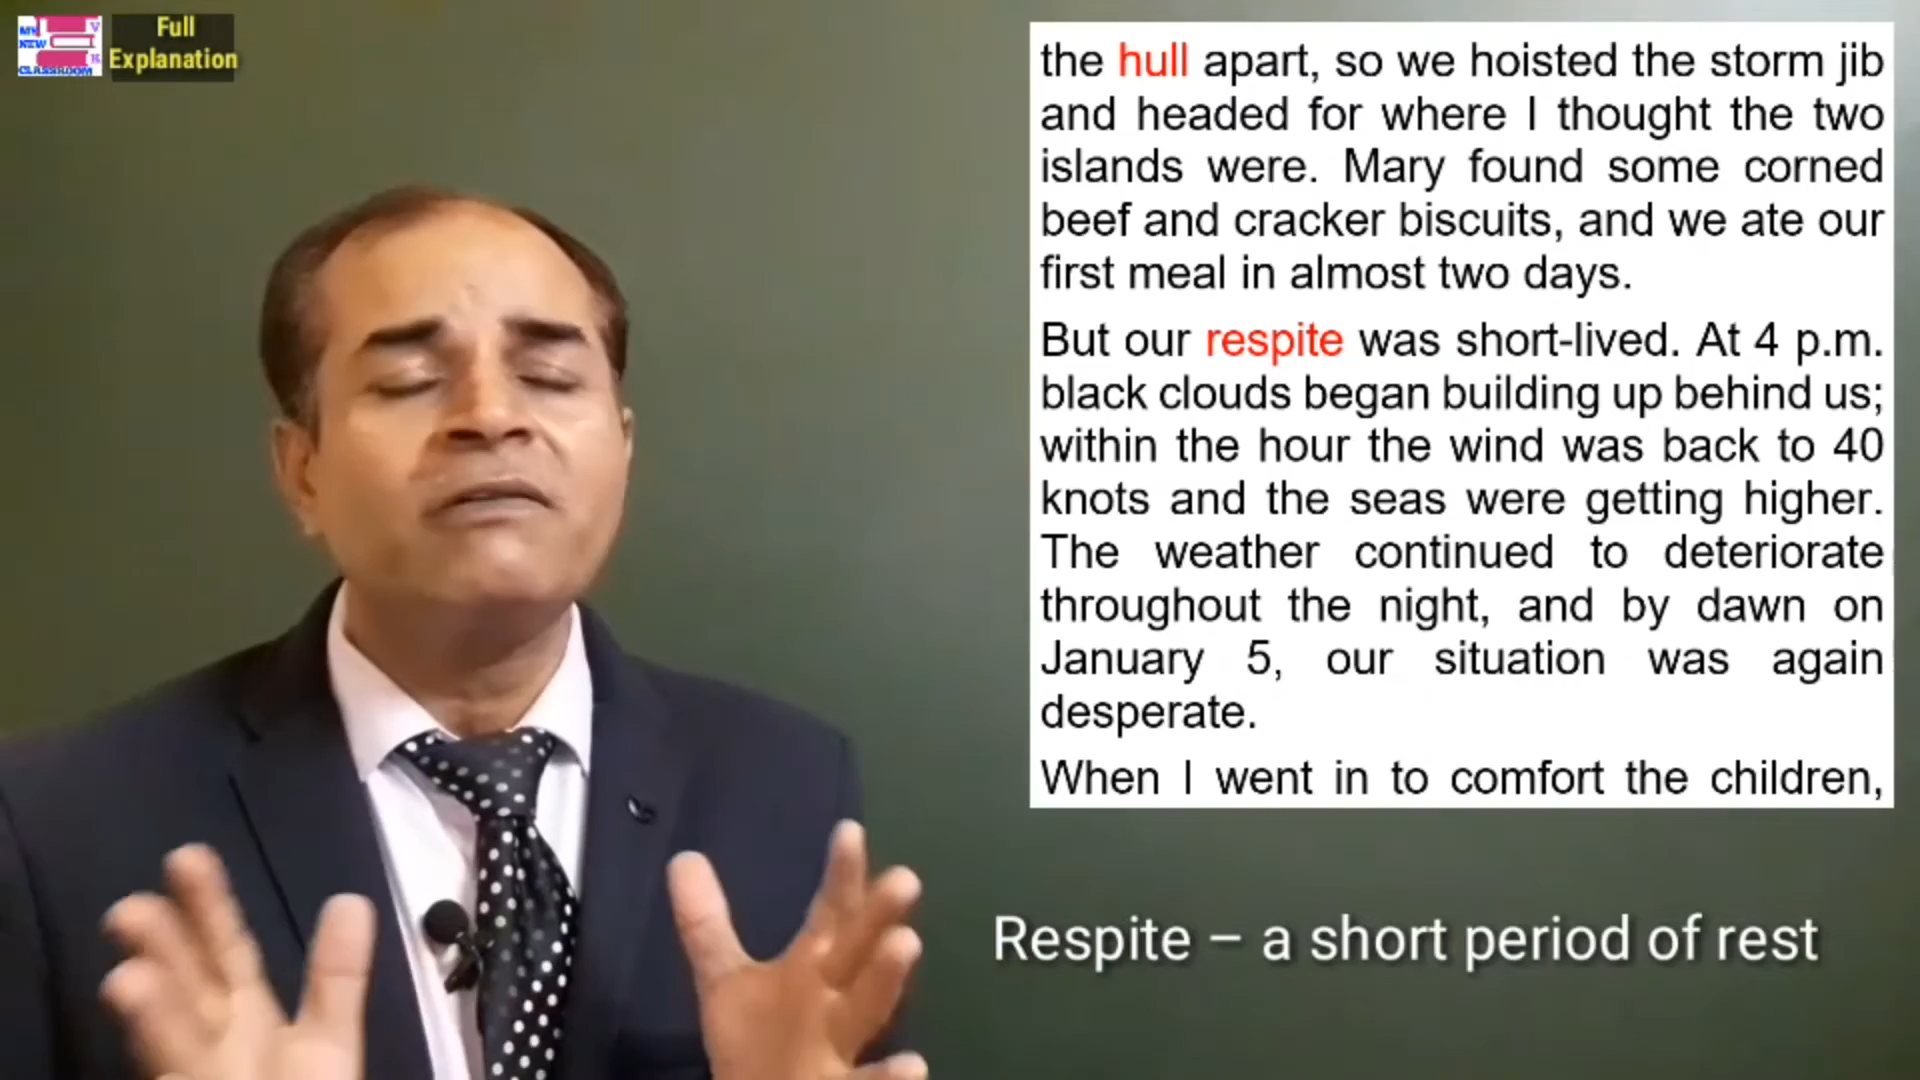 MY V
NEW K
CLASSROOM
Full
Explanation
the hull apart, so we hoisted the storm jib
and headed for where I thought the two
islands were. Mary found some corned
beef and cracker biscuits, and we ate our
first meal in almost two days.
But our respite was short-lived. At 4 p.m.
black clouds began building up behind us;
within the hour the wind was back to 40
knots and the seas were getting higher.
The weather continued to deteriorate
throughout the night, and by dawn on
January 5, our situation was again
desperate.
When I went in to comfort the children,
Respite – a short period of rest